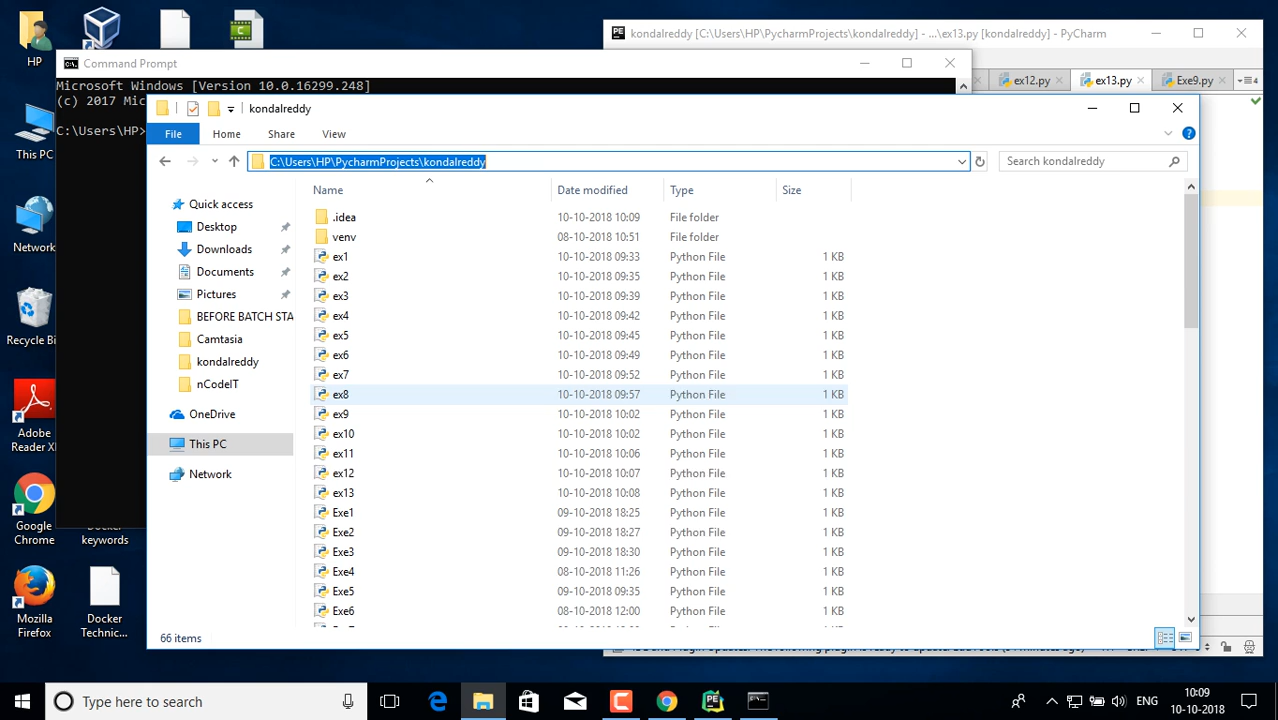 HP
kondalreddy [C:\Users\HP\PycharmProjects\kondalreddy] - ...\ex13.py [kondalreddy] - PyCharm
Command Prompt
ex12.py ex13.py Exe9.py 4
Microsoft Windows [Version 10.0.16299.248]
(c) 2017 Mic
C:\Users\HP>
kondalreddy
File Home Share View
C:\Users\HP\PycharmProjects\kondalreddy Search kondalreddy
Name Date modified Type Size
Quick access
Desktop
Downloads
Documents
Pictures
BEFORE BATCH STA
Camtasia
kondalreddy
nCodeIT
OneDrive
This PC
Network
.idea 10-10-2018 10:09 File folder
venv 08-10-2018 10:51 File folder
ex1 10-10-2018 09:33 Python File 1 KB
ex2 10-10-2018 09:35 Python File 1 KB
ex3 10-10-2018 09:39 Python File 1 KB
ex4 10-10-2018 09:42 Python File 1 KB
ex5 10-10-2018 09:45 Python File 1 KB
ex6 10-10-2018 09:49 Python File 1 KB
ex7 10-10-2018 09:52 Python File 1 KB
ex8 10-10-2018 09:57 Python File 1 KB
ex9 10-10-2018 10:02 Python File 1 KB
ex10 10-10-2018 10:02 Python File 1 KB
ex11 10-10-2018 10:06 Python File 1 KB
ex12 10-10-2018 10:07 Python File 1 KB
ex13 10-10-2018 10:08 Python File 1 KB
Exe1 09-10-2018 18:25 Python File 1 KB
Exe2 09-10-2018 18:27 Python File 1 KB
Exe3 09-10-2018 18:30 Python File 1 KB
Exe4 08-10-2018 11:26 Python File 1 KB
Exe5 09-10-2018 09:35 Python File 1 KB
Exe6 08-10-2018 12:00 Python File 1 KB
66 items
This PC
Network
Recycle Bi
Adobe
Reader X
Google
Chrome
Docker
keywords
Mozilla
Firefox
Docker
Technic...
Type here to search
ENG
10:09
10-10-2018